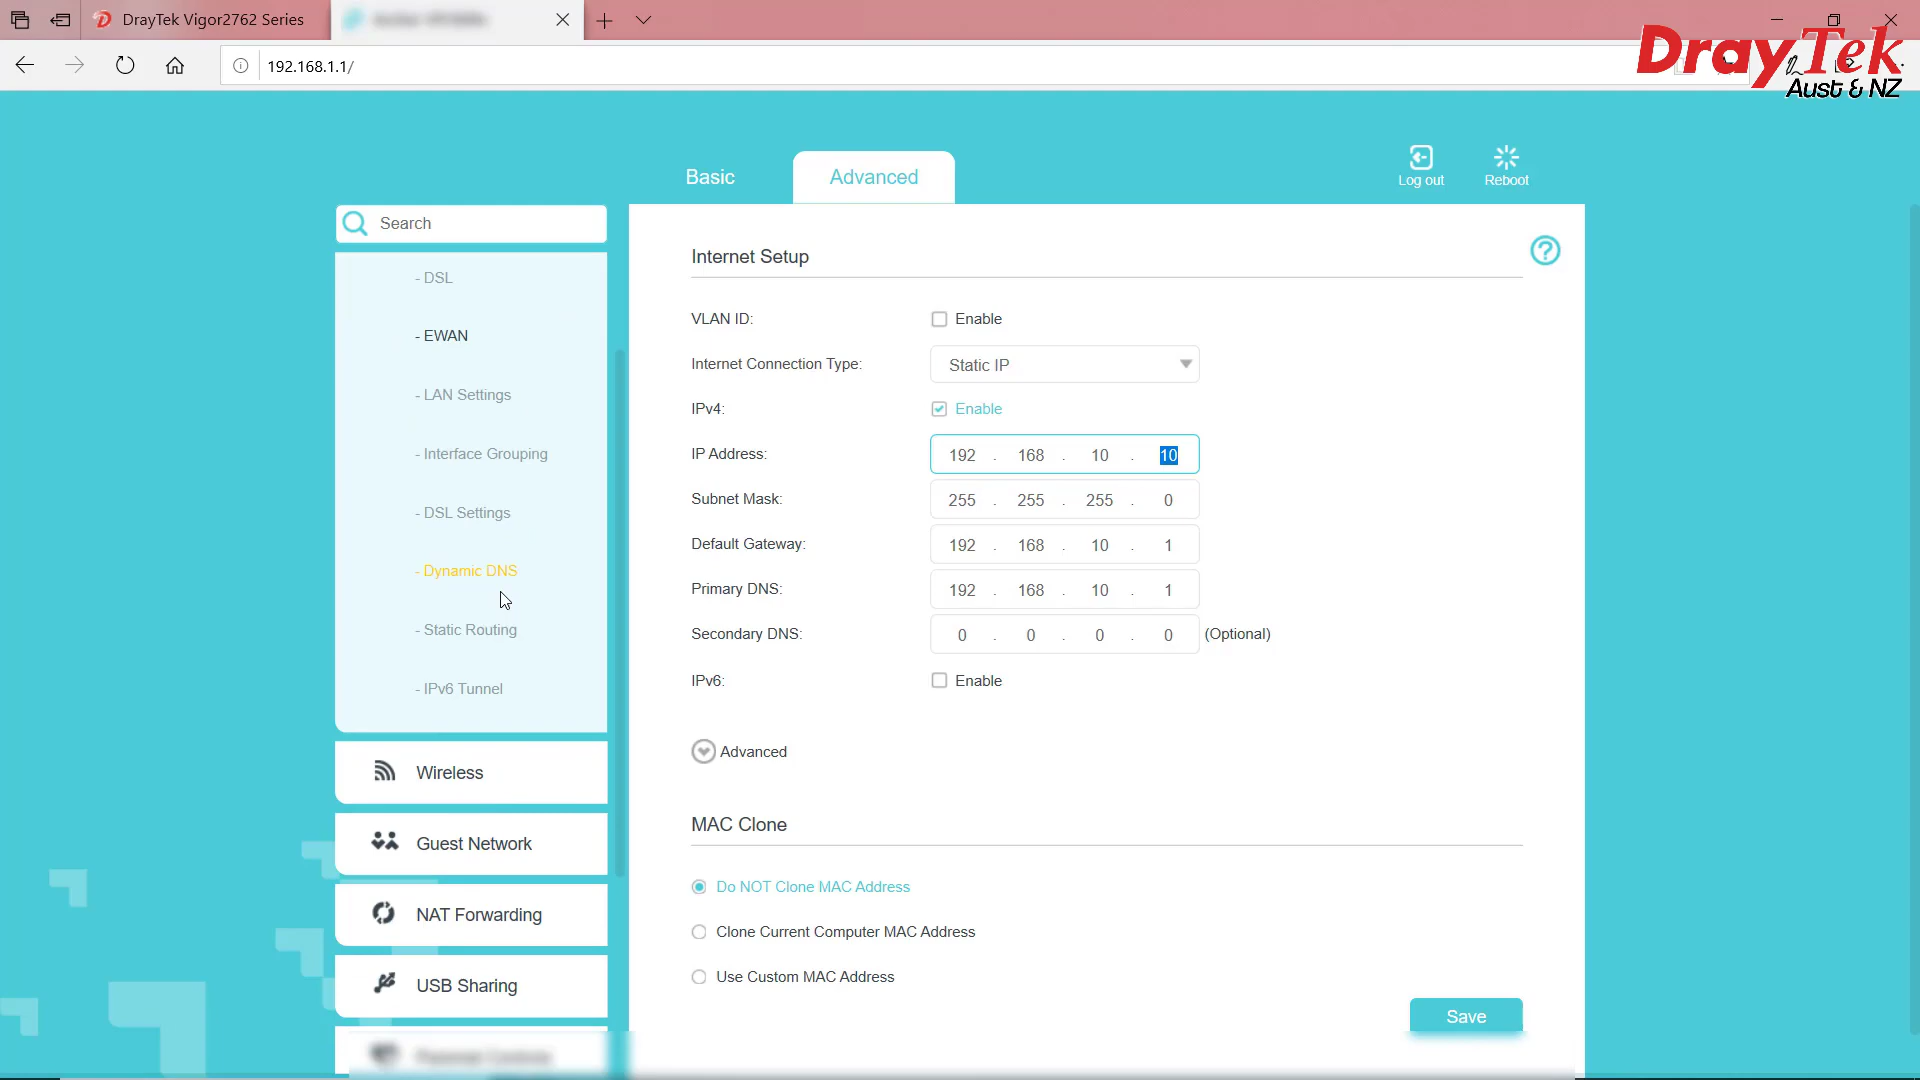 DrayTek Vigor2762 Series
192.168.1.1/
DrayTek
Aust & NZ
Basic
Advanced
Log out
Reboot
Search
- DSL
- EWAN
- LAN Settings
- Interface Grouping
- DSL Settings
- Dynamic DNS
- Static Routing
- IPv6 Tunnel
Wireless
Guest Network
NAT Forwarding
USB Sharing
Internet Setup
VLAN ID: Enable
Internet Connection Type: Static IP
IPv4: Enable
IP Address: 192 . 168 . 10 . 10
Subnet Mask: 255 . 255 . 255 . 0
Default Gateway: 192 . 168 . 10 . 1
Primary DNS: 192 . 168 . 10 . 1
Secondary DNS: 0 . 0 . 0 . 0 (Optional)
IPv6: Enable
Advanced
MAC Clone
Do NOT Clone MAC Address
Clone Current Computer MAC Address
Use Custom MAC Address
Save